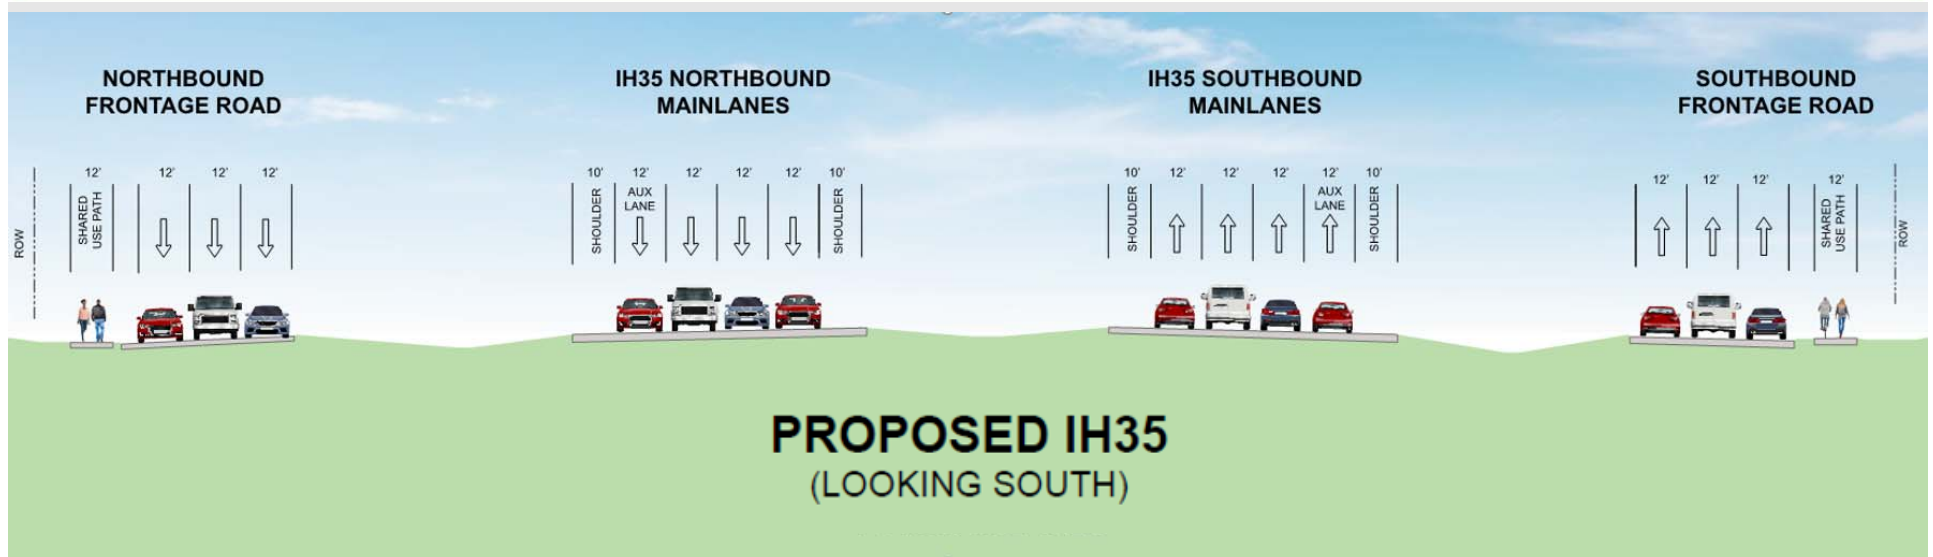 NORTHBOUND
FRONTAGE ROAD
IH35 NORTHBOUND
MAINLANES
IH35 SOUTHBOUND
MAINLANES
SOUTHBOUND
FRONTAGE ROAD
ROW
12'
SHARED
USE PATH
12'
12'
12'
10'
SHOULDER
12'
AUX
LANE
12'
12'
12'
10'
SHOULDER
10'
SHOULDER
12'
12'
12'
12'
AUX
LANE
10'
SHOULDER
12'
12'
12'
12'
SHARED
USE PATH
ROW
PROPOSED IH35
(LOOKING SOUTH)